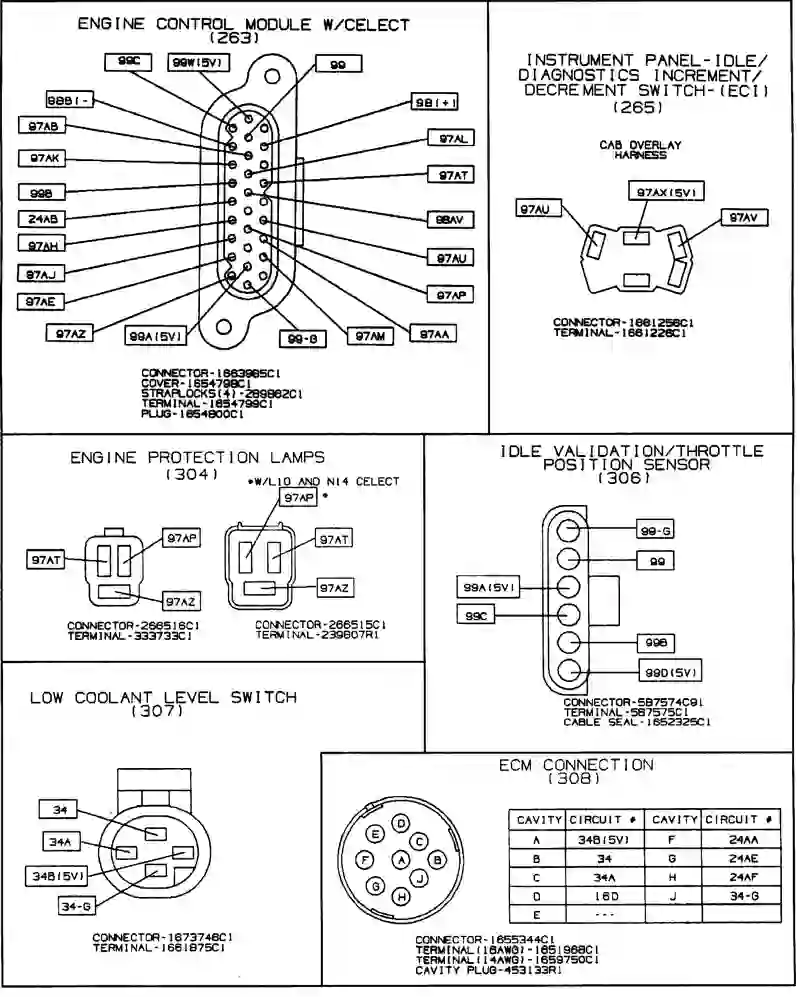 ENGINE CONTROL MODULE W/CELECT
(263)
99C
99W(5V)
99
98B(-)
98(+)
97AB
97AL
97AK
97AT
99B
24AB
98AV
97AH
97AU
97AJ
97AP
97AE
97AZ
99A(5V)
99-G
97AM
97AA
CONNECTOR-1663965C1
COVER-1654798C1
STRAPLOCKS(4)-289862C1
TERMINAL-1654799C1
PLUG-1654800C1
INSTRUMENT PANEL-IDLE/
DIAGNOSTICS INCREMENT/
DECREMENT SWITCH-(ECI)
(265)
CAB OVERLAY
HARNESS
97AX(5V)
97AU
97AV
CONNECTOR-1661256C1
TERMINAL-1661226C1
ENGINE PROTECTION LAMPS
(304)
*W/L10 AND N14 CELECT
97AP *
97AT
97AP
97AT
97AZ
97AZ
CONNECTOR-266516C1
TERMINAL-333733C1
CONNECTOR-266515C1
TERMINAL-239607R1
IDLE VALIDATION/THROTTLE
POSITION SENSOR
(306)
99-G
99
99A(5V)
99C
99B
99D(5V)
CONNECTOR-587574C91
TERMINAL-587575C1
CABLE SEAL-1652325C1
LOW COOLANT LEVEL SWITCH
(307)
34
34A
34B(5V)
34-G
CONNECTOR-1673746C1
TERMINAL-1661875C1
ECM CONNECTION
(308)
D
E
C
F
A
B
G
J
H
CAVITY CIRCUIT # CAVITY CIRCUIT #
A 34B(5V) F 24AA
B 34 G 24AE
C 34A H 24AF
D 16D J 34-G
E ---
CONNECTOR-1655344C1
TERMINAL(16AWG)-1651968C1
TERMINAL(14AWG)-1659750C1
CAVITY PLUG-453133R1